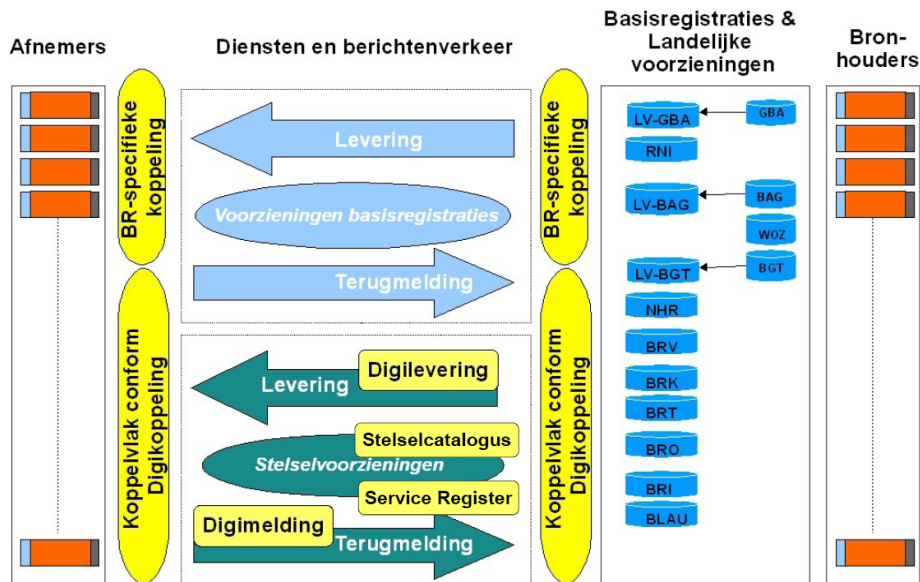 Afnemers
Diensten en berichtenverkeer
Basisregistraties &
Landelijke
voorzieningen
Bron-
houders
BR-specifieke
koppeling
Koppelvlak conform
Digikoppeling
Levering
Voorzieningen basisregistraties
Terugmelding
Levering
Digilevering
Stelselcatalogus
Stelselvoorzieningen
Service Register
Digimelding
Terugmelding
BR-specifieke
koppeling
Koppelvlak conform
Digikoppeling
LV-GBA
GBA
RNI
LV-BAG
BAG
WOZ
LV-BGT
BGT
NHR
BRV
BRK
BRT
BRO
BRI
BLAU